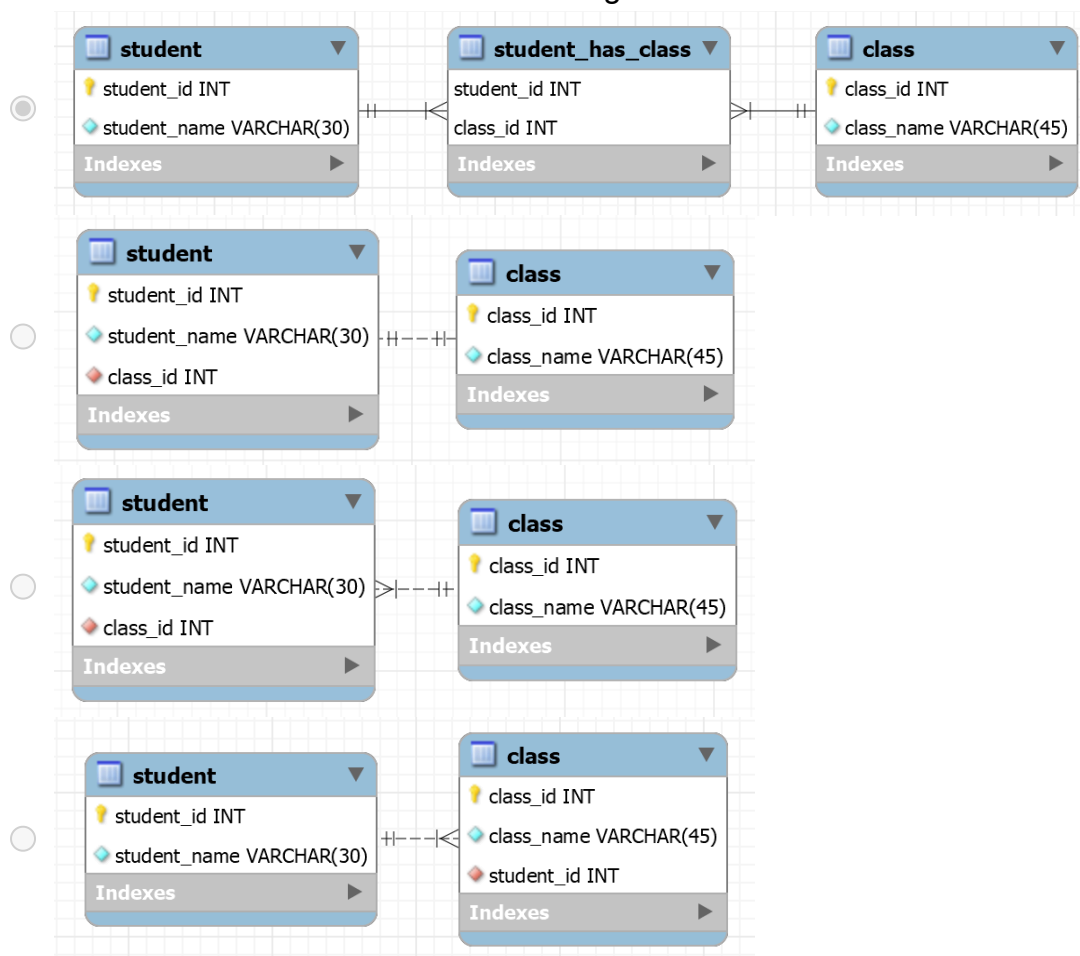 student
student_id INT
student_name VARCHAR(30)
Indexes
student_has_class
student_id INT
class_id INT
Indexes
class
class_id INT
class_name VARCHAR(45)
Indexes
student
student_id INT
student_name VARCHAR(30)
class_id INT
Indexes
class
class_id INT
class_name VARCHAR(45)
Indexes
student
student_id INT
student_name VARCHAR(30)
class_id INT
Indexes
class
class_id INT
class_name VARCHAR(45)
Indexes
student
student_id INT
student_name VARCHAR(30)
Indexes
class
class_id INT
class_name VARCHAR(45)
student_id INT
Indexes